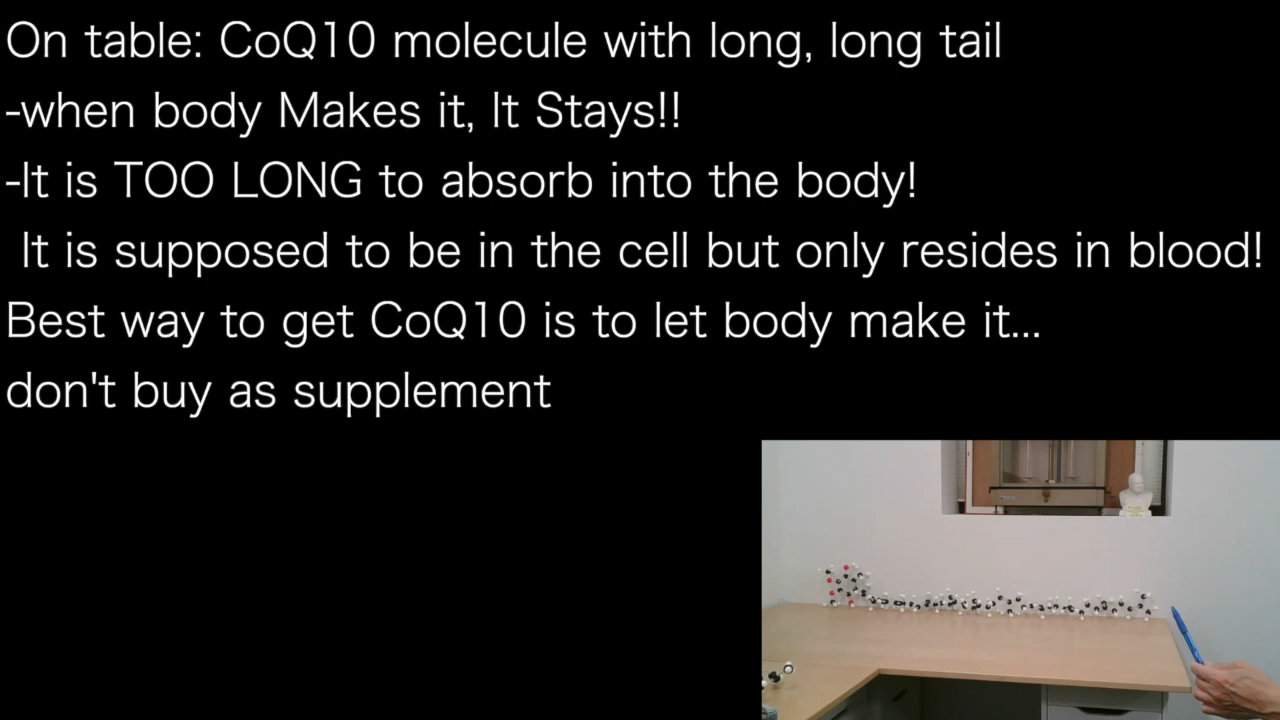 On table: CoQ10 molecule with long, long tail
-when body Makes it, It Stays!!
-It is TOO LONG to absorb into the body!
It is supposed to be in the cell but only resides in blood!
Best way to get CoQ10 is to let body make it...
don't buy as supplement